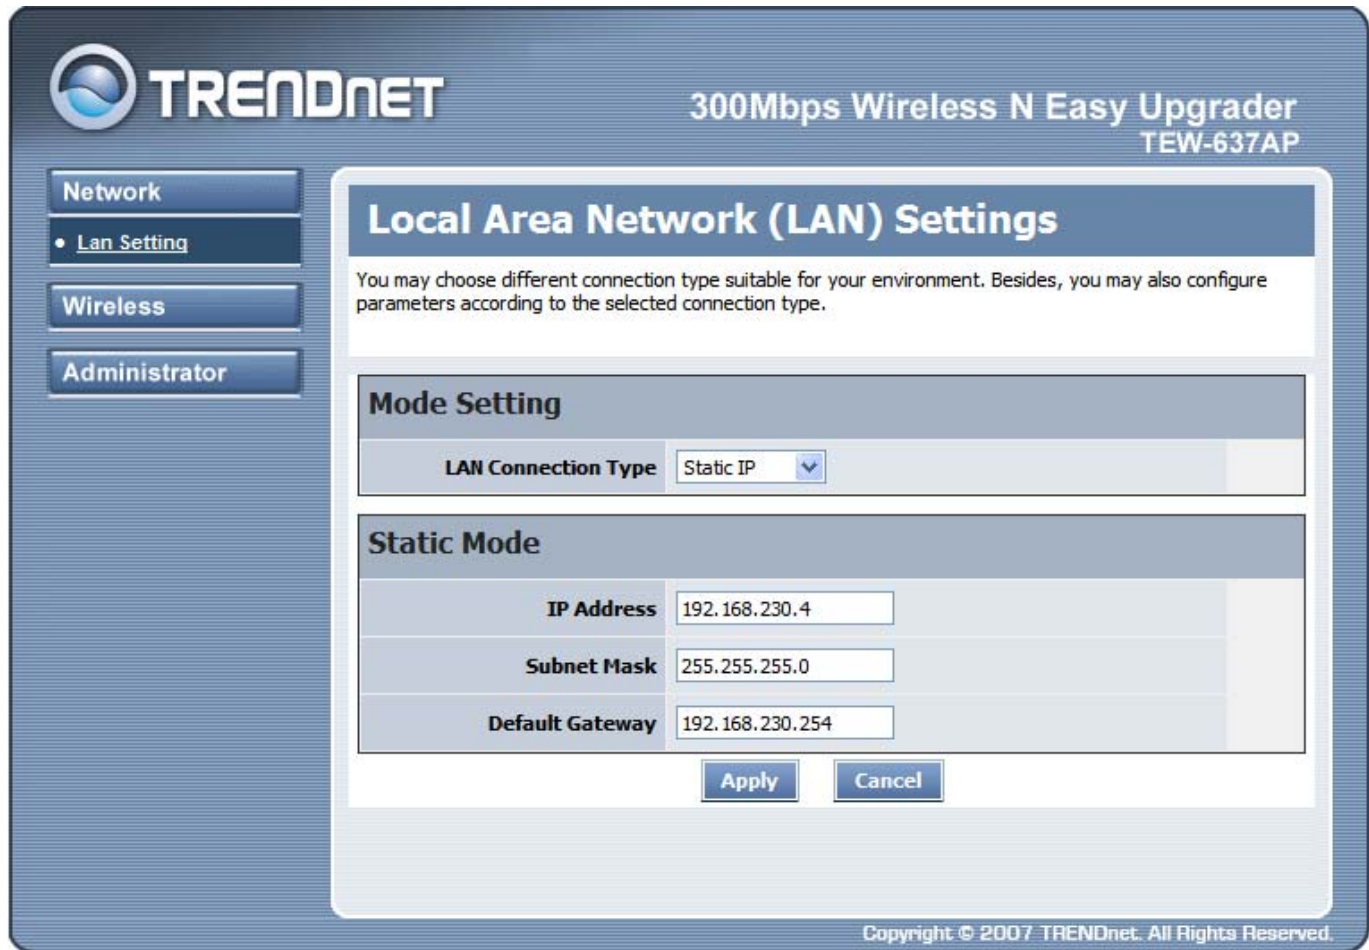 TRENDNET
300Mbps Wireless N Easy Upgrader
TEW-637AP
Network
• Lan Setting
Wireless
Administrator
Local Area Network (LAN) Settings
You may choose different connection type suitable for your environment. Besides, you may also configure
parameters according to the selected connection type.
Mode Setting
LAN Connection Type Static IP
Static Mode
IP Address 192.168.230.4
Subnet Mask 255.255.255.0
Default Gateway 192.168.230.254
Apply Cancel
Copyright © 2007 TRENDnet. All Rights Reserved.